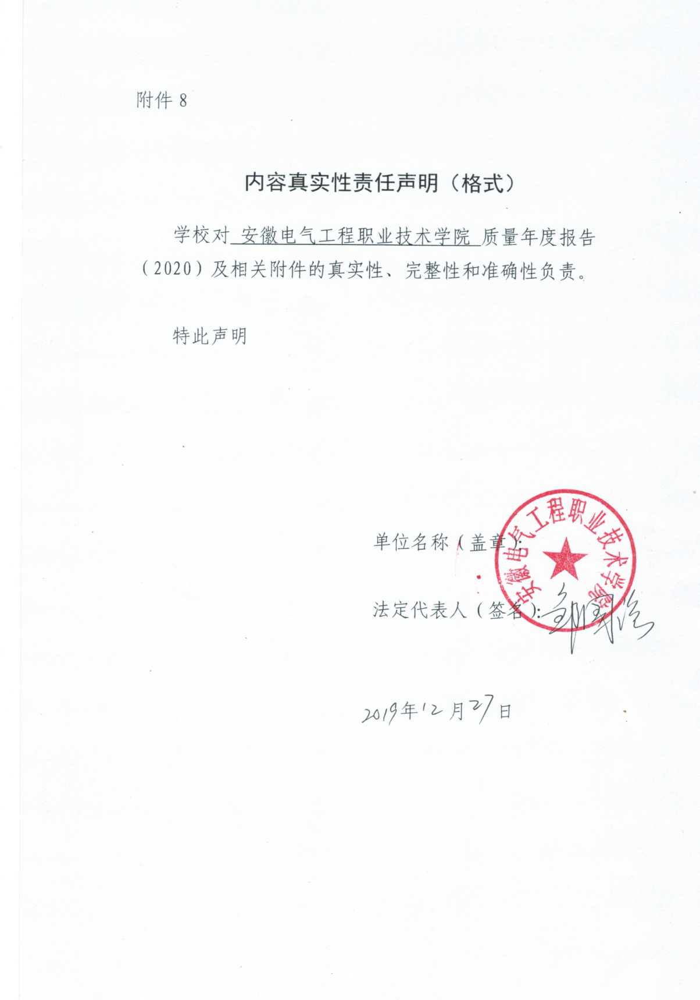 附件 8
内容真实性责任声明（格式）
学校对 安徽电气工程职业技术学院 质量年度报告
（2020）及相关附件的真实性、完整性和准确性负责。
特此声明
单位名称（盖章）：
安徽电气工程职业技术学院
法定代表人（签名）：
2019年12月27日